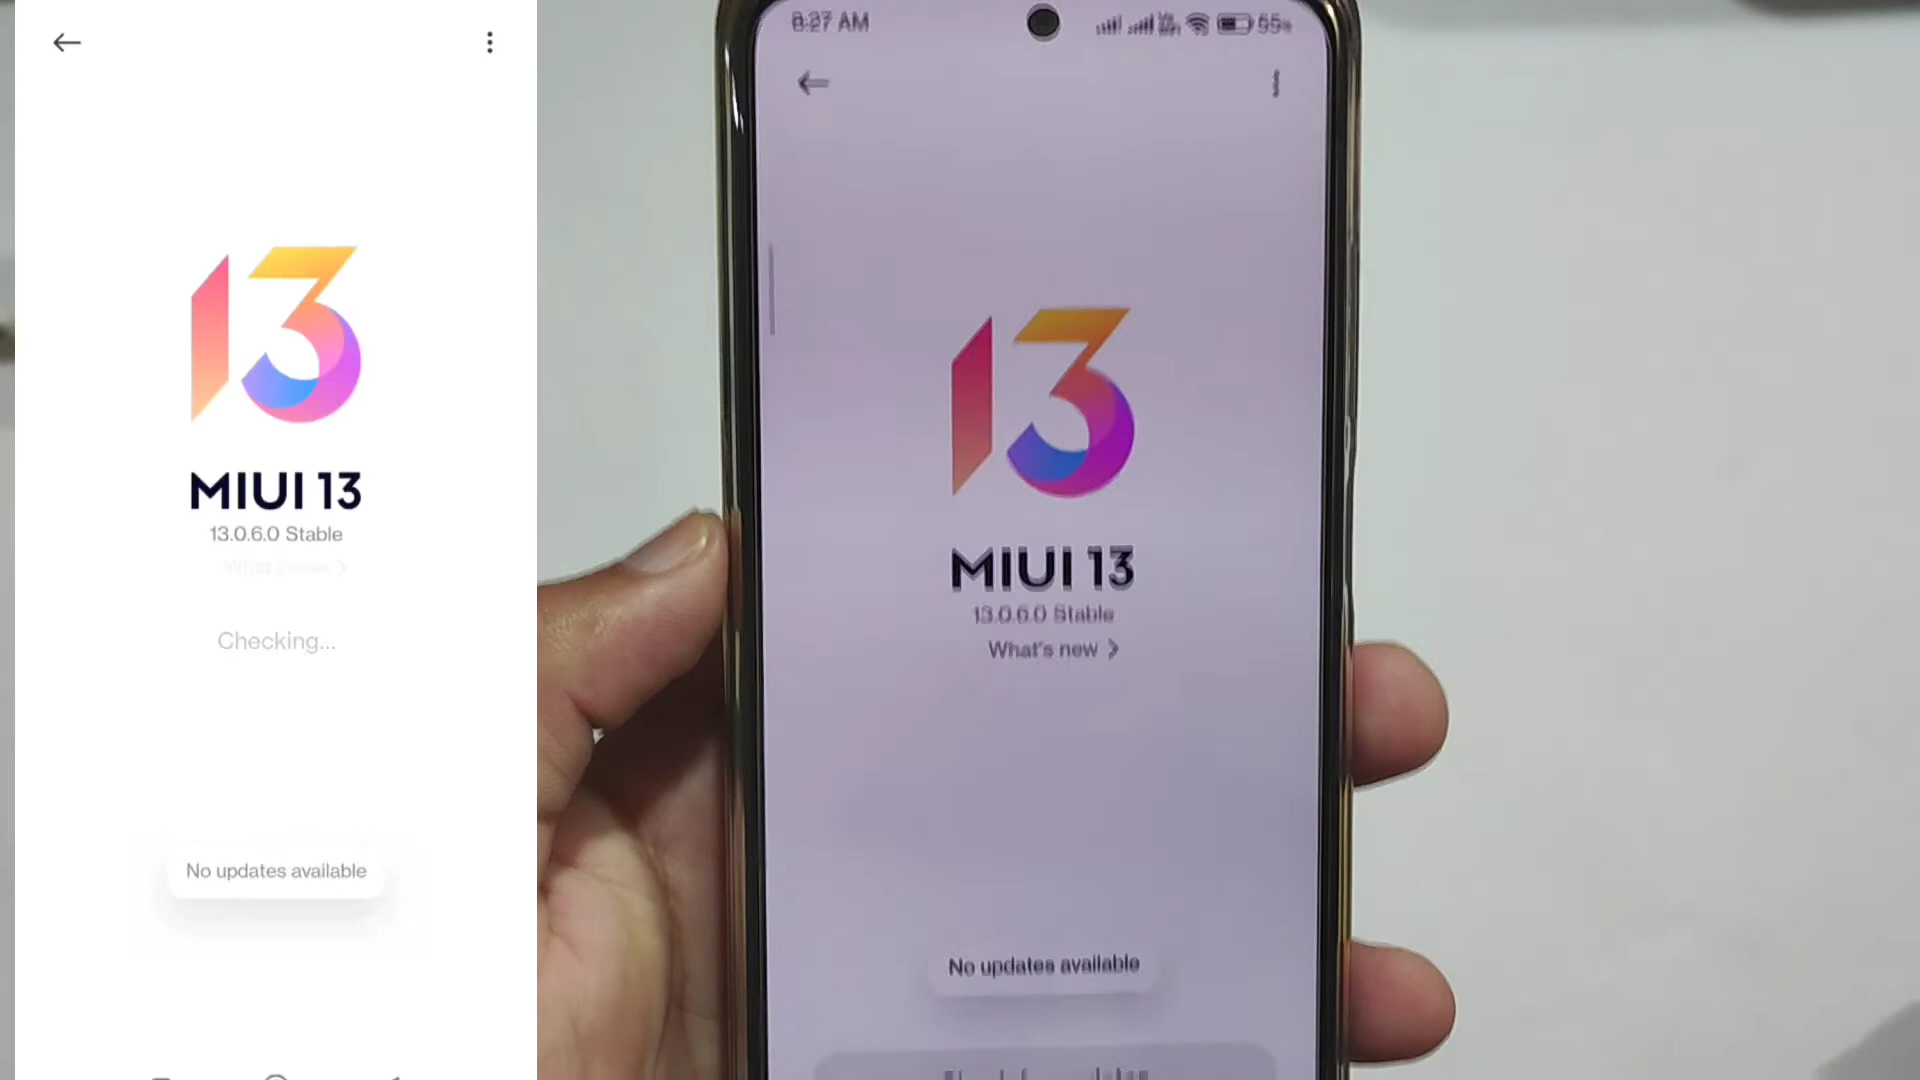 13
MIUI 13
13.0.6.0 Stable
Checking...
No updates available
8:27 AM
55%
13
MIUI 13
13.0.6.0 Stable
What's new
No updates available